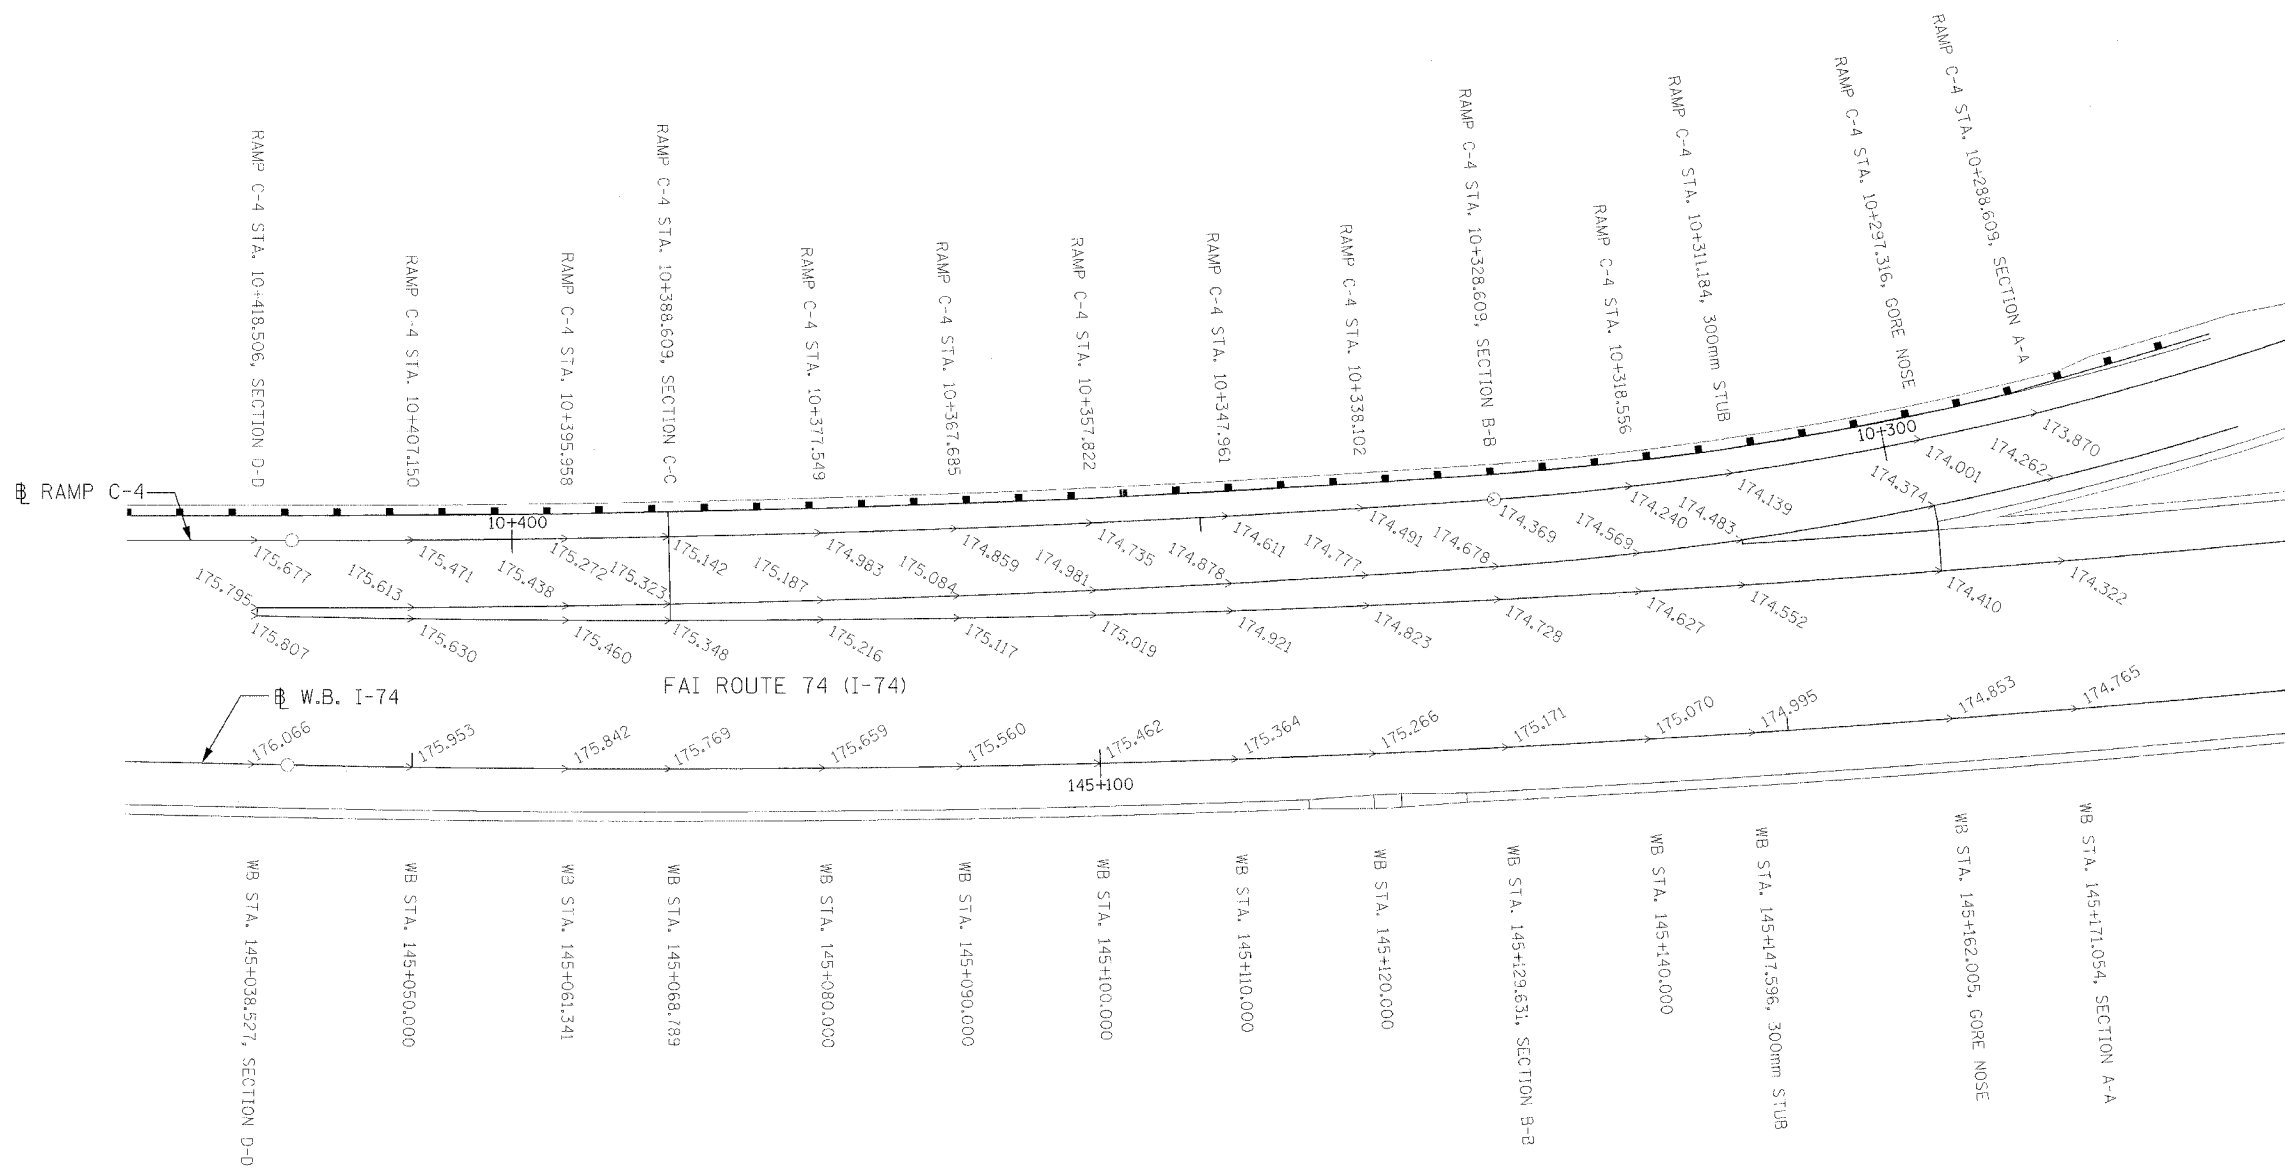 RAMP C-4 STA. 10+418.506, SECTION D-D
RAMP C-4 STA. 10+407.150
RAMP C-4 STA. 10+395.958
RAMP C-4 STA. 10+388.609, SECTION C-C
RAMP C-4 STA. 10+377.549
RAMP C-4 STA. 10+367.685
RAMP C-4 STA. 10+357.822
RAMP C-4 STA. 10+347.961
RAMP C-4 STA. 10+338.102
RAMP C-4 STA. 10+328.609, SECTION B-B
RAMP C-4 STA. 10+318.556
RAMP C-4 STA. 10+311.184, 300mm STUB
RAMP C-4 STA. 10+297.316, GORE NOSE
RAMP C-4 STA. 10+288.609, SECTION A-A
℄ RAMP C-4
10+400
10+300
175.677
175.471
175.272
175.142
174.983
174.859
174.735
174.611
174.491
174.369
174.240
174.139
174.001
173.870
175.795
175.613
175.438
175.323
175.187
175.084
174.981
174.878
174.777
174.678
174.569
174.483
174.374
174.262
175.807
175.630
175.460
175.348
175.216
175.117
175.019
174.921
174.823
174.728
174.627
174.552
174.410
174.322
FAI ROUTE 74 (I-74)
℄ W.B. I-74
176.066
175.953
175.842
175.769
175.659
175.560
175.462
175.364
175.266
175.171
175.070
174.995
174.853
174.765
145+100
WB STA. 145+038.527, SECTION D-D
WB STA. 145+050.000
WB STA. 145+061.341
WB STA. 145+068.789
WB STA. 145+080.000
WB STA. 145+090.000
WB STA. 145+100.000
WB STA. 145+110.000
WB STA. 145+120.000
WB STA. 145+129.631, SECTION B-B
WB STA. 145+140.000
WB STA. 145+147.596, 300mm STUB
WB STA. 145+162.005, GORE NOSE
WB STA. 145+171.054, SECTION A-A